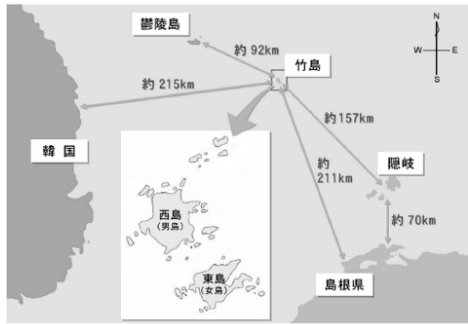 鬱陵島
約 92km
竹島
約 215km
約157km
韓 国
約
211km
隠岐
約 70km
西島
(男島)
東島
(女島)
島根県
N
W
E
S